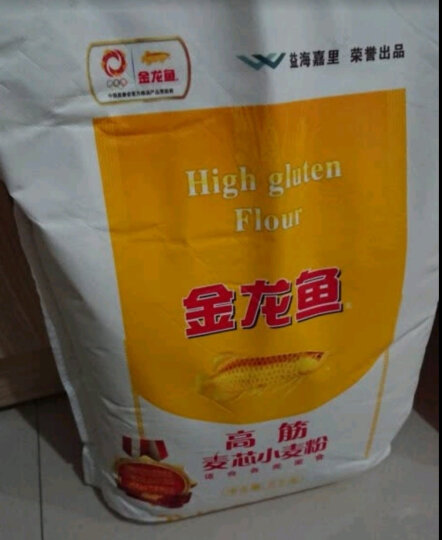 金龙鱼
益海嘉里 荣誉出品
High gluten
Flour
金龙鱼
高筋
麦芯小麦粉